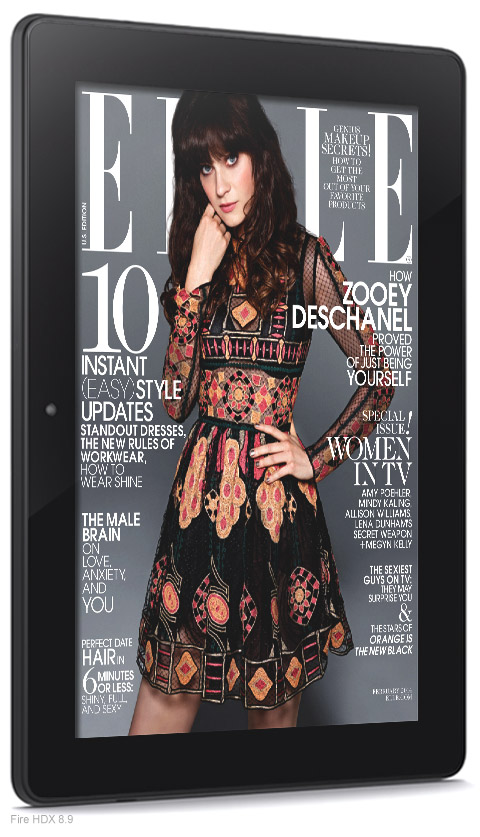 ELLE
U.S. EDITION
GENIUS
MAKEUP
SECRETS!
HOW TO
GET THE
MOST
OUT OF YOUR
FAVORITE
PRODUCTS
10
INSTANT
(EASY) STYLE
UPDATES
STANDOUT DRESSES,
THE NEW RULES OF
WORKWEAR,
HOW TO
WEAR SHINE
THE MALE
BRAIN
ON
LOVE,
ANXIETY,
AND
YOU
PERFECT DATE
HAIR IN
6 MINUTES
OR LESS:
SHINY, FULL,
AND SEXY
HOW
ZOOEY
DESCHANEL
PROVED
THE POWER
OF JUST BEING
YOURSELF
SPECIAL
ISSUE!
WOMEN
IN TV
AMY POEHLER,
MINDY KALING,
ALLISON WILLIAMS,
LENA DUNHAM'S
SECRET WEAPON
+MEGYN KELLY
THE SEXIEST
GUYS ON TV:
THEY MAY
SURPRISE YOU
&
THE STARS OF
ORANGE IS
THE NEW BLACK
FEBRUARY 2014
ELLE.COM
Fire HDX 8.9